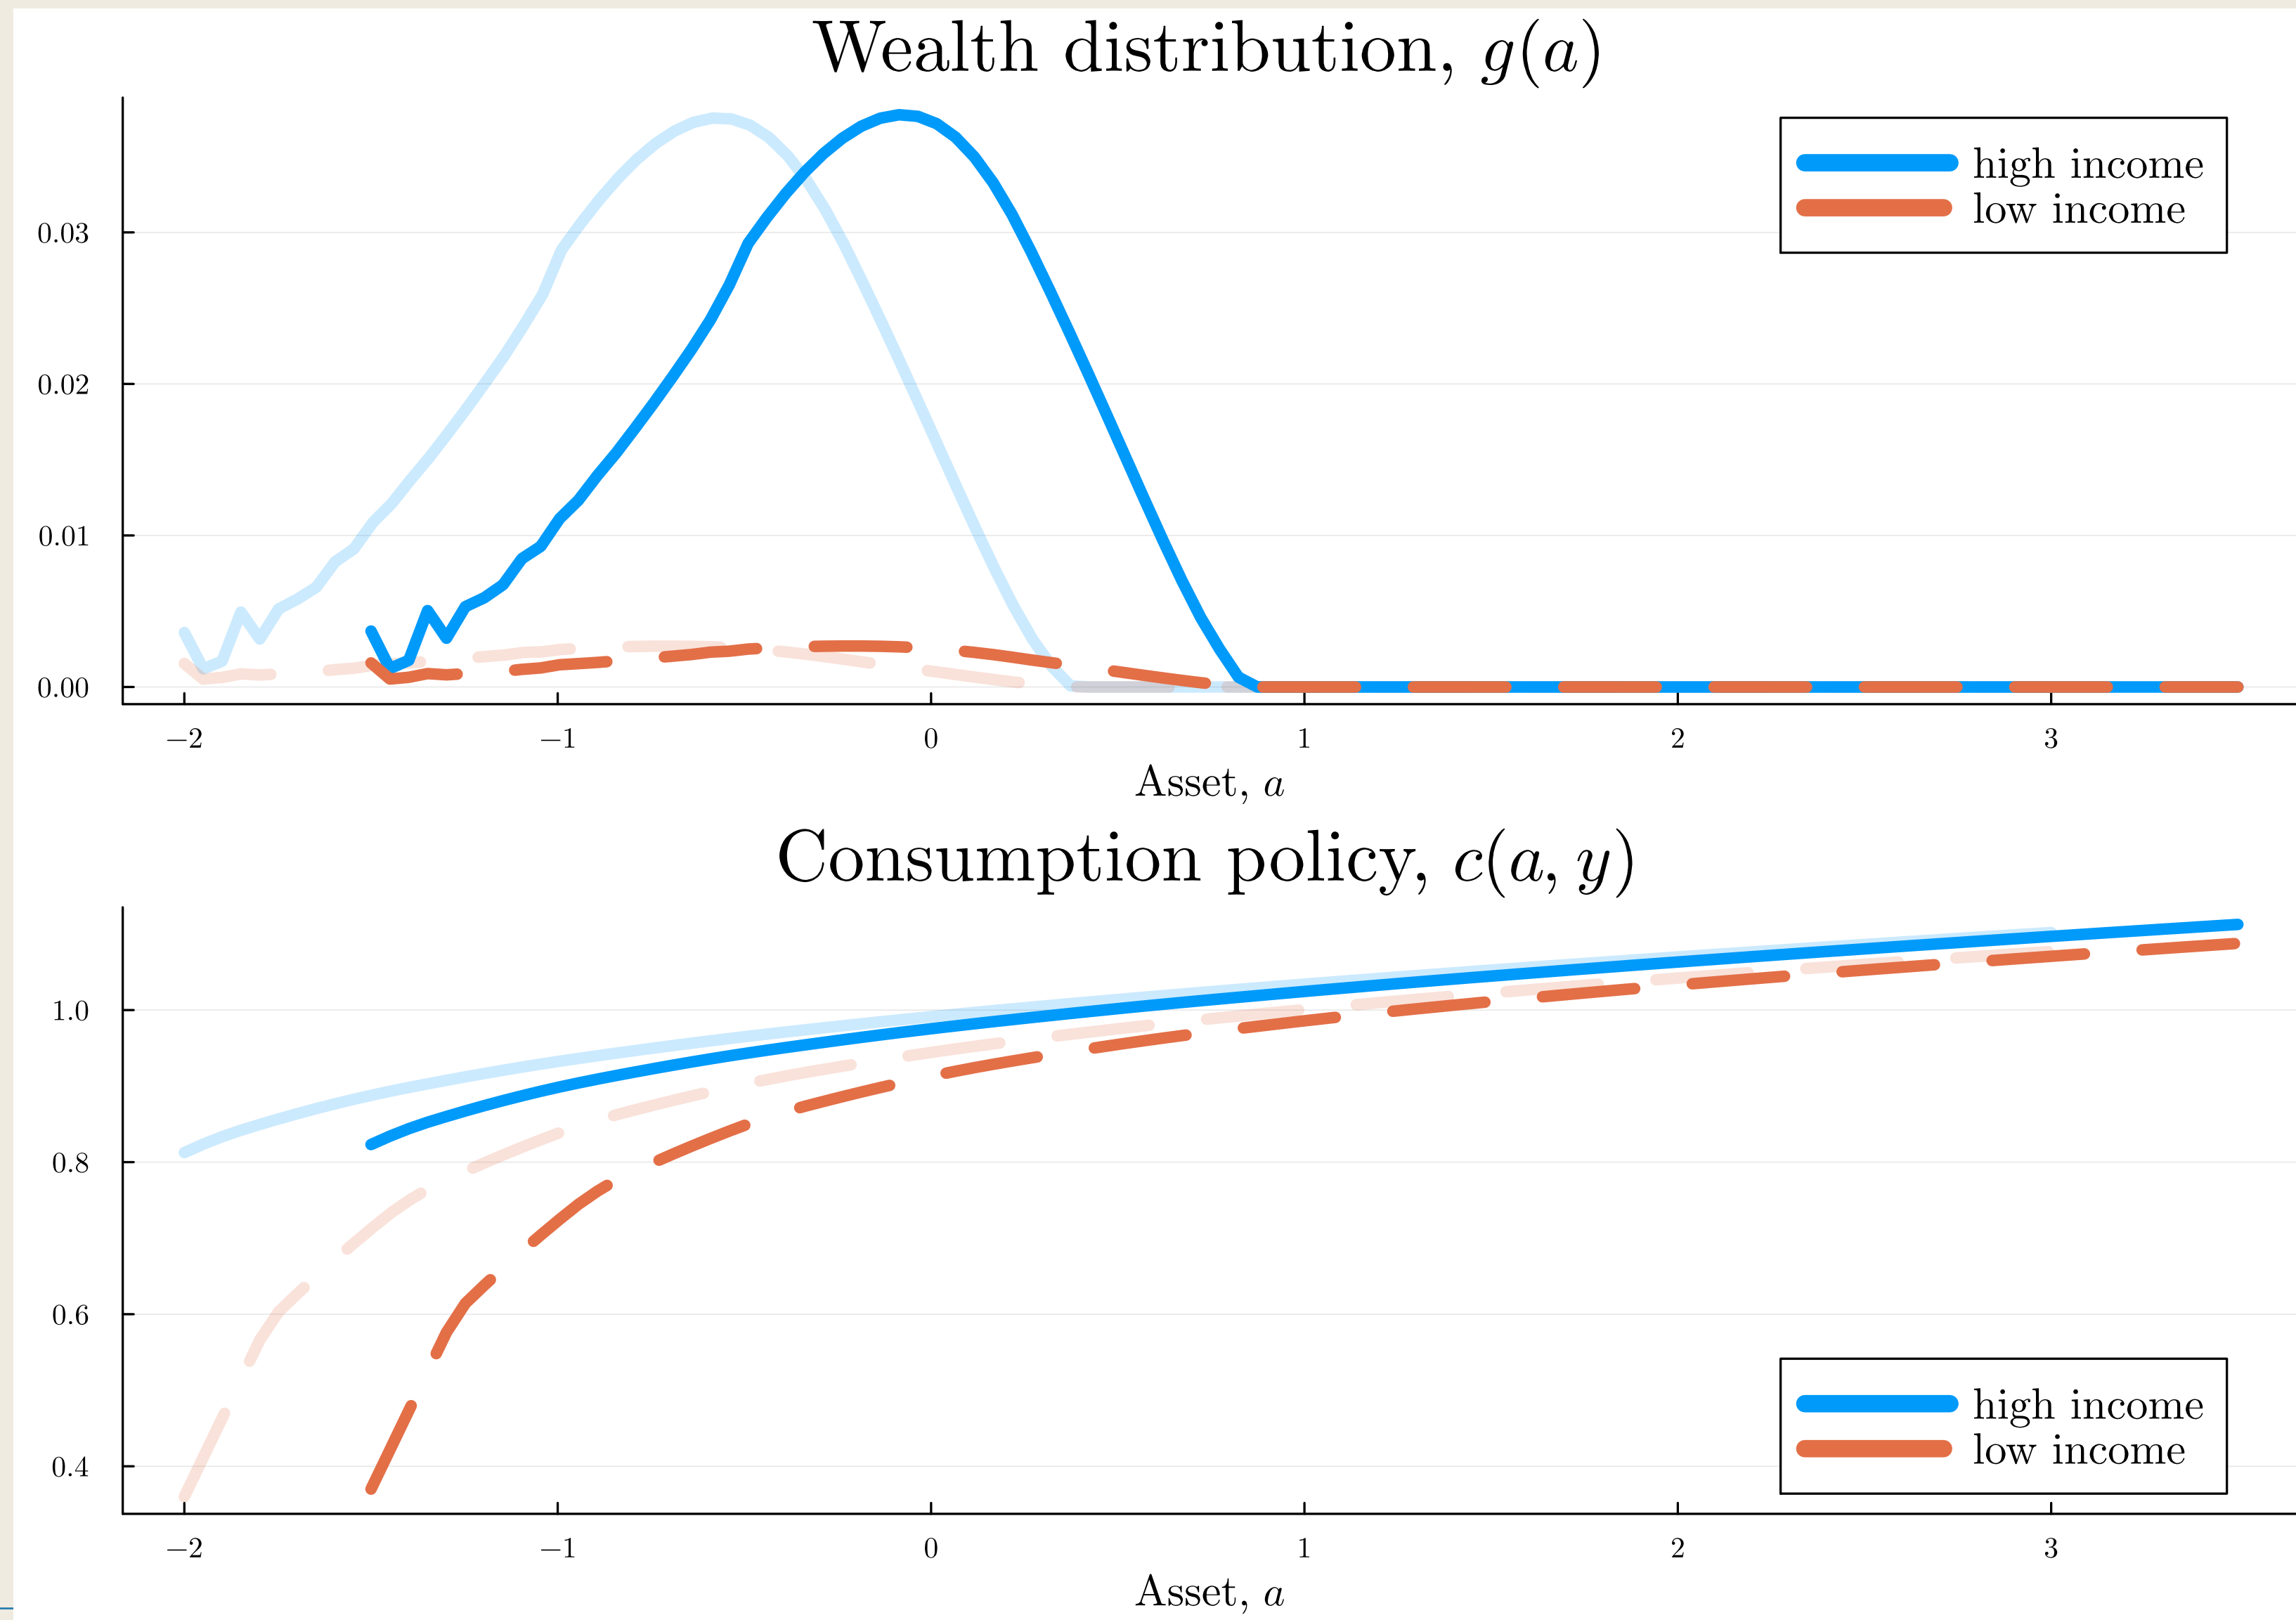 Wealth distribution, g(a)
high income
low income
0.03
0.02
0.01
0.00
−2 −1 0 1 2 3
Asset, a
Consumption policy, c(a, y)
1.0
0.8
0.6
0.4
high income
low income
−2 −1 0 1 2 3
Asset, a